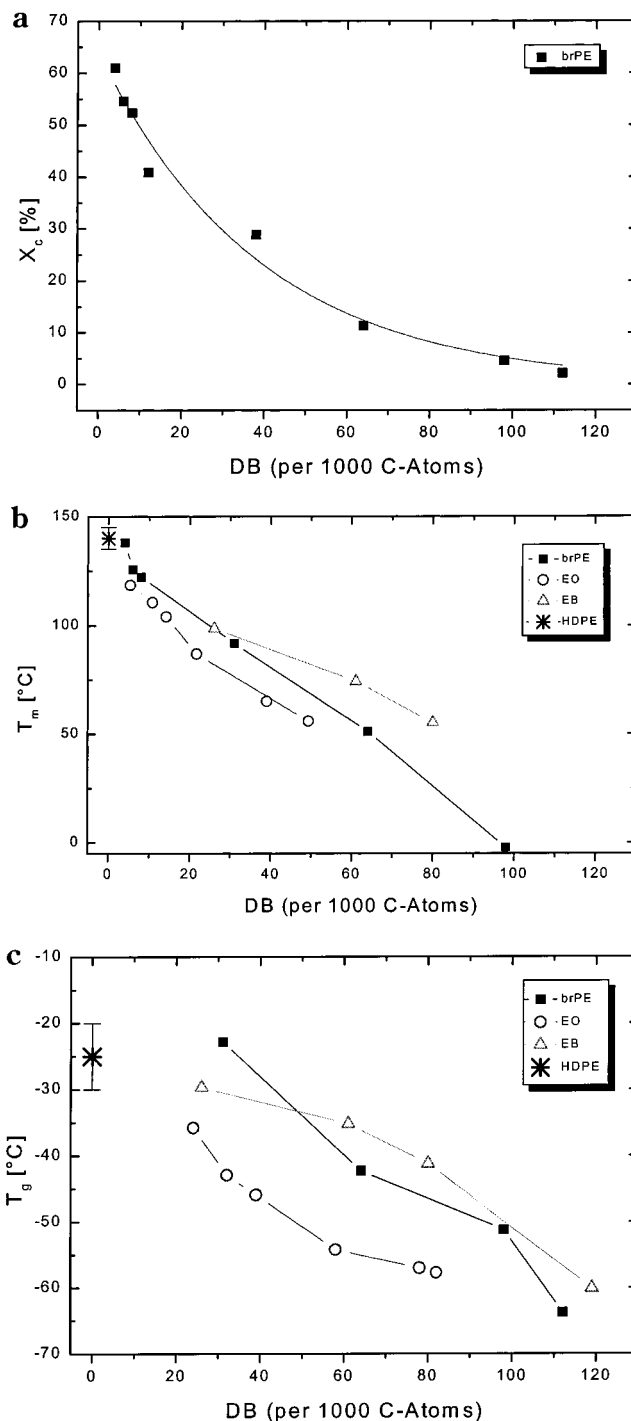 a
70
60
50
40
30
20
10
0
X_c [%]
brPE
0 20 40 60 80 100 120
DB (per 1000 C-Atoms)
b
150
100
50
0
T_m [°C]
brPE
EO
EB
HDPE
0 20 40 60 80 100 120
DB (per 1000 C-Atoms)
c
-10
-20
-30
-40
-50
-60
-70
T_g [°C]
brPE
EO
EB
HDPE
0 20 40 60 80 100 120
DB (per 1000 C-Atoms)